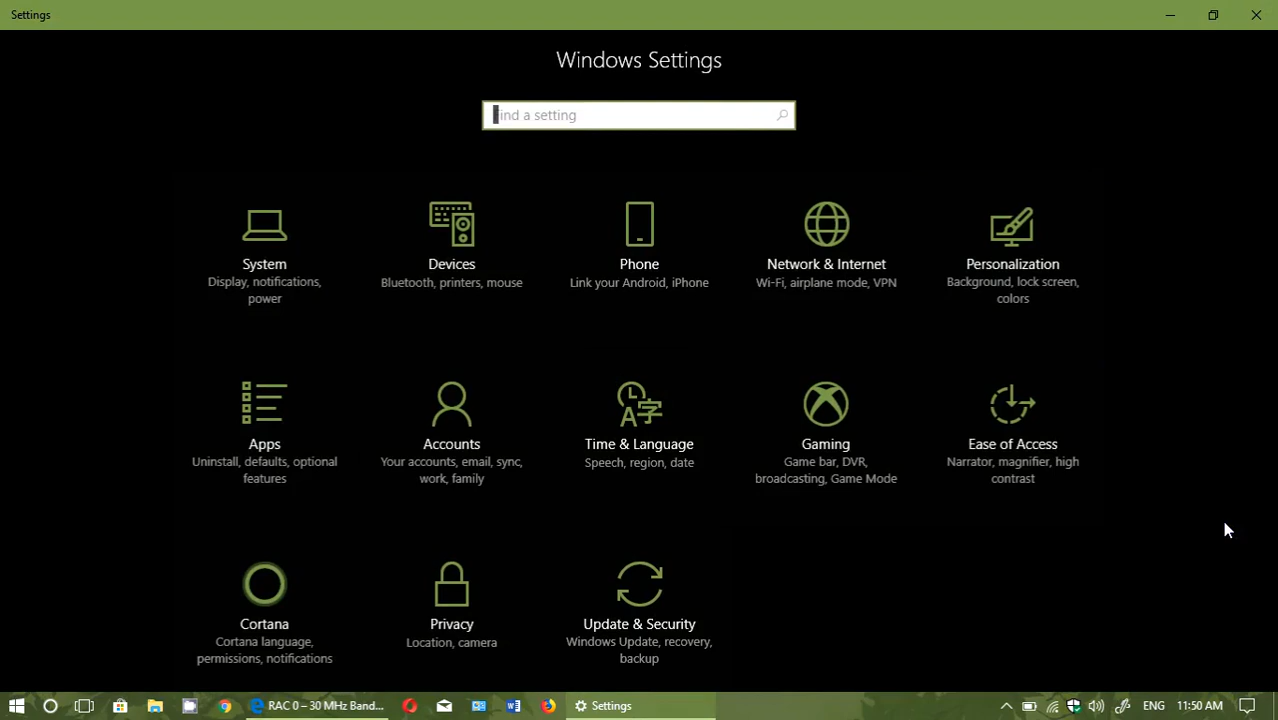 Settings
Windows Settings
Find a setting
System
Display, notifications,
power
Devices
Bluetooth, printers, mouse
Phone
Link your Android, iPhone
Network & Internet
Wi-Fi, airplane mode, VPN
Personalization
Background, lock screen,
colors
Apps
Uninstall, defaults, optional
features
Accounts
Your accounts, email, sync,
work, family
Time & Language
Speech, region, date
Gaming
Game bar, DVR,
broadcasting, Game Mode
Ease of Access
Narrator, magnifier, high
contrast
Cortana
Cortana language,
permissions, notifications
Privacy
Location, camera
Update & Security
Windows Update, recovery,
backup
RAC 0 – 30 MHz Band...
Settings
ENG
11:50 AM